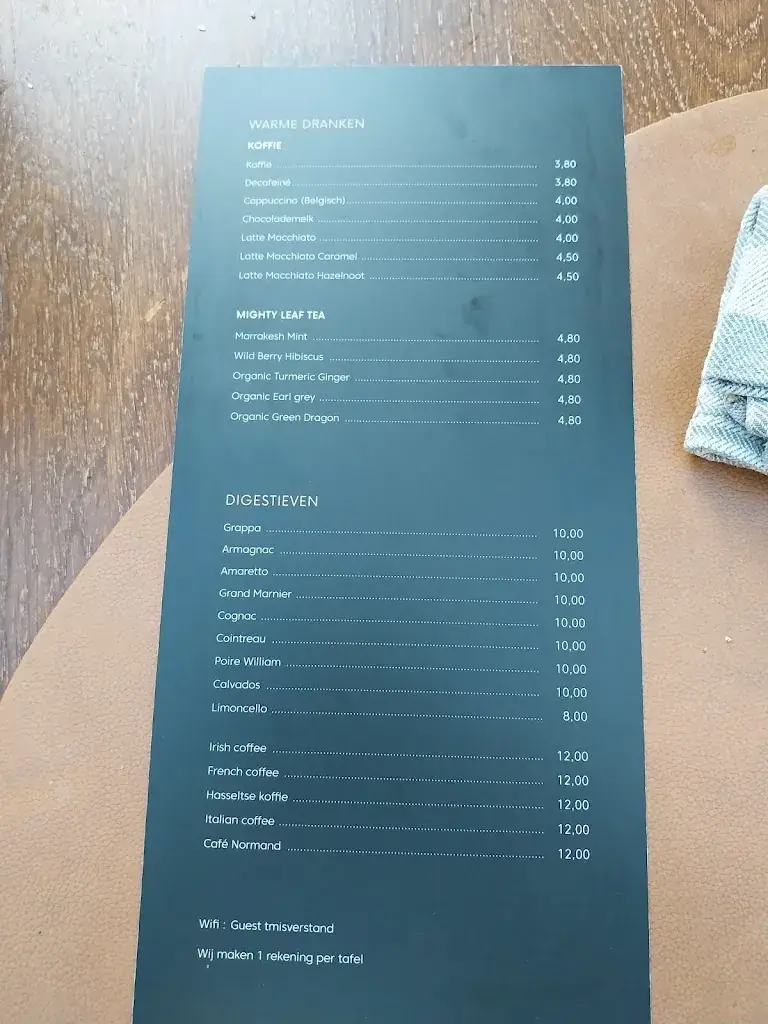 WARME DRANKEN
KOFFIE
Koffie 3,80
Decafeiné 3,80
Cappuccino (Belgisch) 4,00
Chocolademelk 4,00
Latte Macchiato 4,00
Latte Macchiato Caramel 4,50
Latte Macchiato Hazelnoot 4,50
MIGHTY LEAF TEA
Marrakesh Mint 4,80
Wild Berry Hibiscus 4,80
Organic Turmeric Ginger 4,80
Organic Earl grey 4,80
Organic Green Dragon 4,80
DIGESTIEVEN
Grappa 10,00
Armagnac 10,00
Amaretto 10,00
Grand Marnier 10,00
Cognac 10,00
Cointreau 10,00
Poire William 10,00
Calvados 10,00
Limoncello 8,00
Irish coffee 12,00
French coffee 12,00
Hasseltse koffie 12,00
Italian coffee 12,00
Café Normand 12,00
Wifi : Guest tmisverstand
Wij maken 1 rekening per tafel